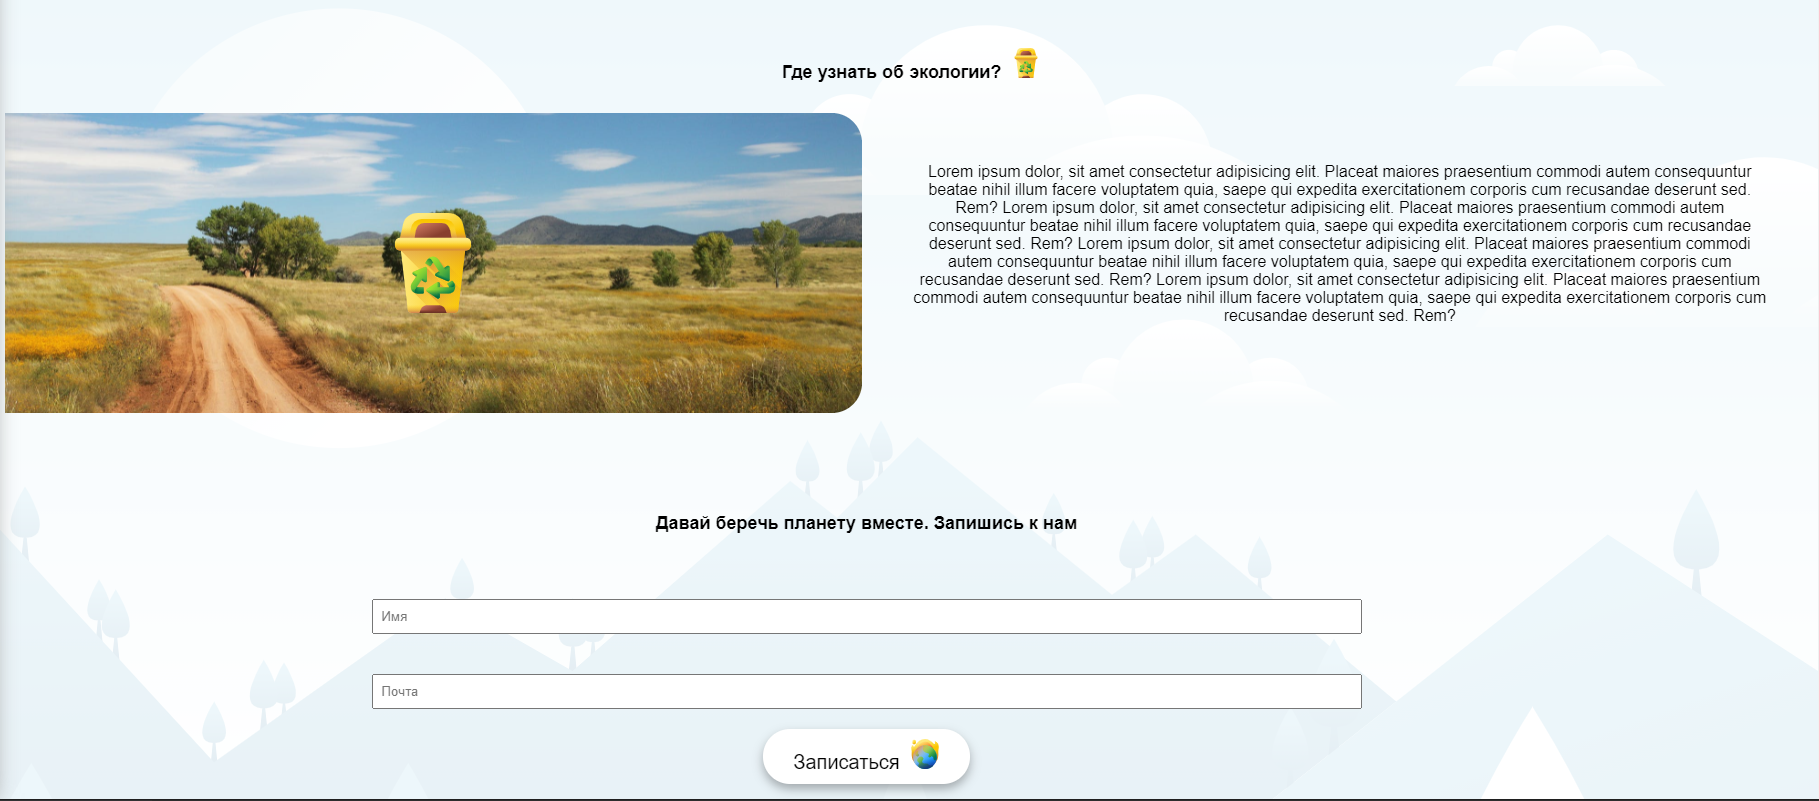 Где узнать об экологии?
Lorem ipsum dolor, sit amet consectetur adipisicing elit. Placeat maiores praesentium commodi autem consequuntur
beatae nihil illum facere voluptatem quia, saepe qui expedita exercitationem corporis cum recusandae deserunt sed.
Rem? Lorem ipsum dolor, sit amet consectetur adipisicing elit. Placeat maiores praesentium commodi autem
consequuntur beatae nihil illum facere voluptatem quia, saepe qui expedita exercitationem corporis cum recusandae
deserunt sed. Rem? Lorem ipsum dolor, sit amet consectetur adipisicing elit. Placeat maiores praesentium commodi
autem consequuntur beatae nihil illum facere voluptatem quia, saepe qui expedita exercitationem corporis cum
recusandae deserunt sed. Rem? Lorem ipsum dolor, sit amet consectetur adipisicing elit. Placeat maiores praesentium
commodi autem consequuntur beatae nihil illum facere voluptatem quia, saepe qui expedita exercitationem corporis cum
recusandae deserunt sed. Rem?
Давай беречь планету вместе. Запишись к нам
Имя
Почта
Записаться